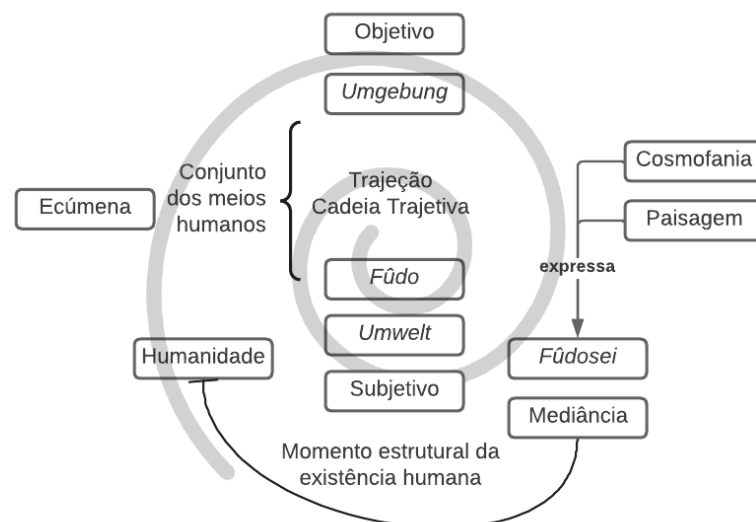 Objetivo
Umgebung
Cosmofania
Conjunto
dos meios
humanos
Trajeção
Cadeia Trajetiva
Ecúmena
Paisagem
expressa
Fûdo
Umwelt
Humanidade
Fûdosei
Subjetivo
Mediância
Momento estrutural da
existência humana